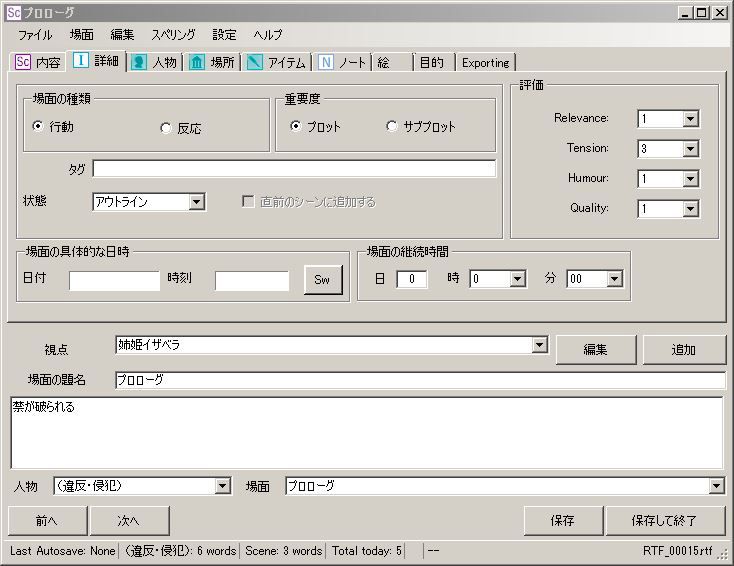 Sc プロローグ
ファイル 場面 編集 スペリング 設定 ヘルプ
Sc 内容 I 詳細 人物 場所 アイテム N ノート 絵 目的 Exporting
場面の種類 重要度 評価
行動 反応 プロット サブプロット Relevance: 1
Tension: 3
タグ
Humour: 1
状態 アウトライン 直前のシーンに追加する
Quality: 1
場面の具体的な日時 場面の継続時間
日付 時刻 Sw 日 0 時 0 分 00
視点 姉姫イザベラ 編集 追加
場面の題名 プロローグ
禁が破られる
人物 (違反・侵犯) 場面 プロローグ
前へ 次へ 保存 保存して終了
Last Autosave: None (違反・侵犯): 6 words Scene: 3 words Total today: 5 -- RTF_00015.rtf